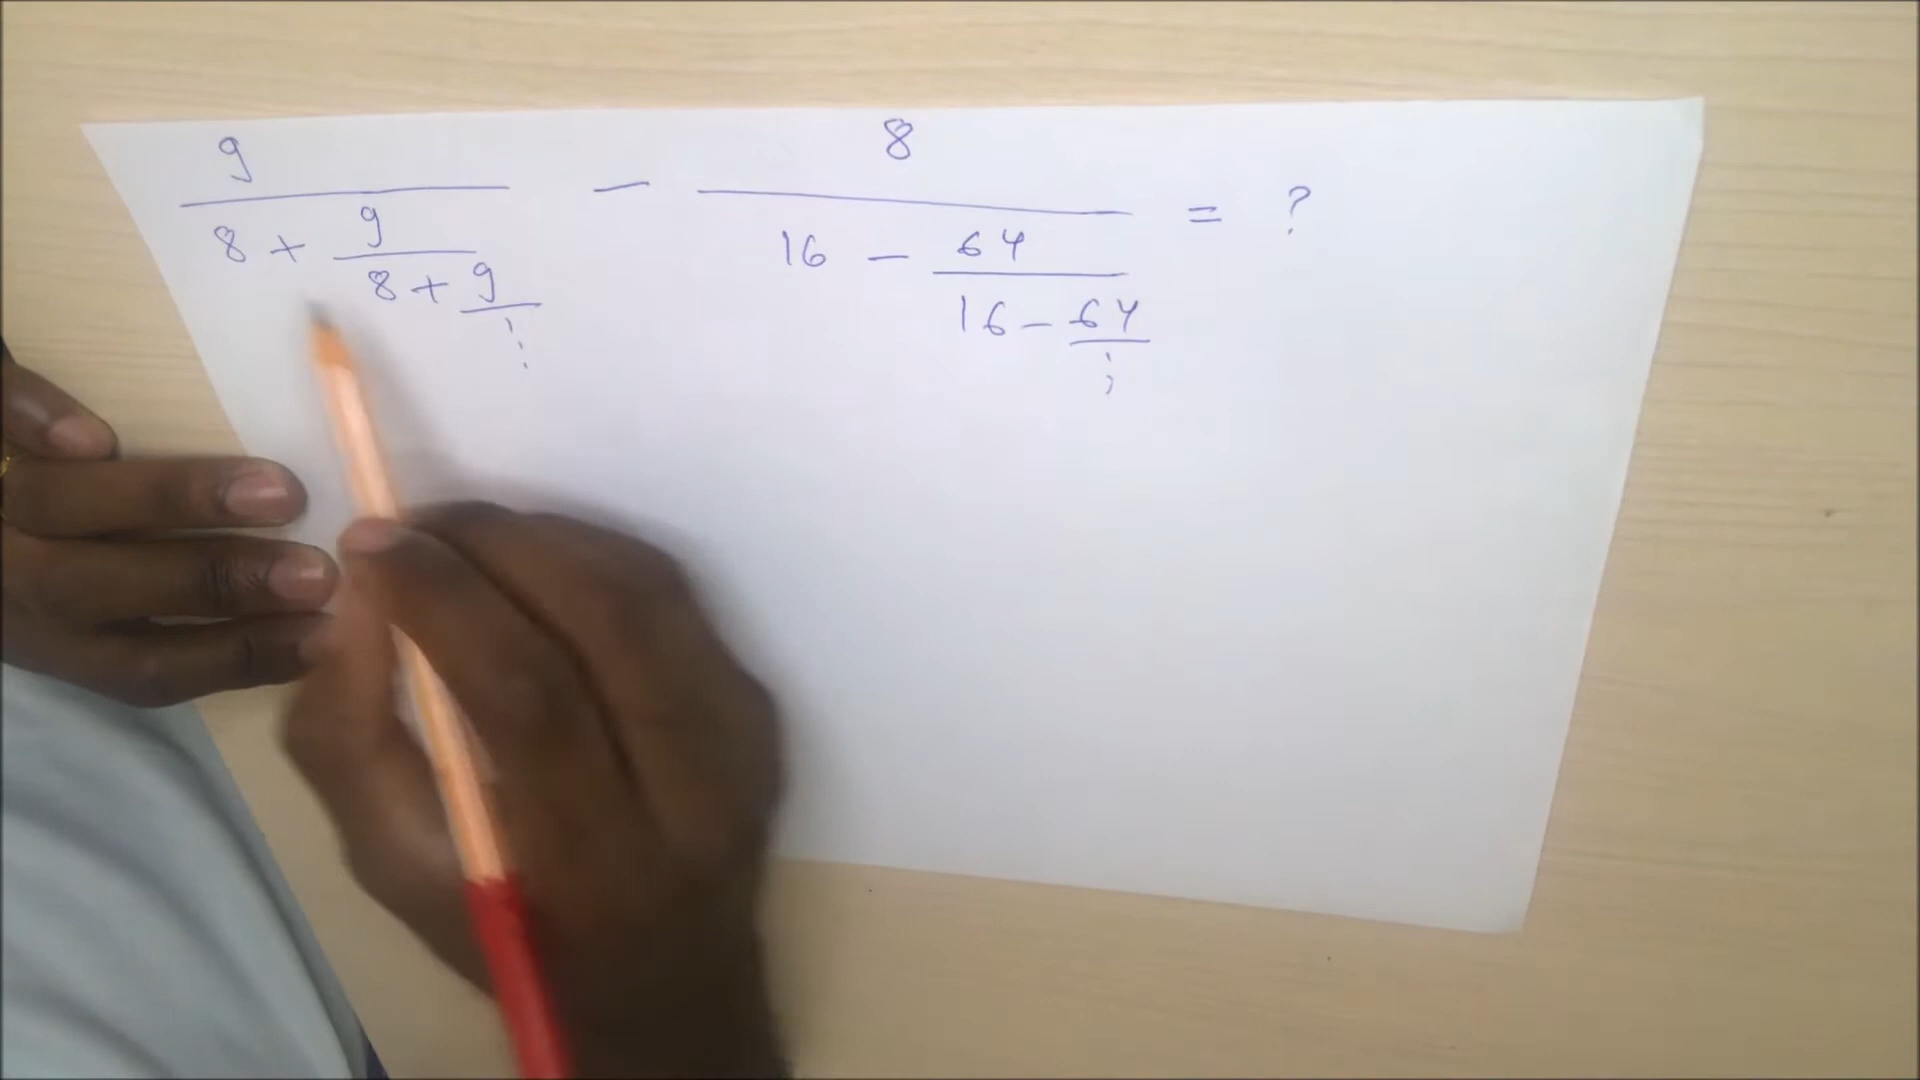 9 8
— — — = ?
8 + 9 16 - 64
8 + 9 16 - 64
⋮ ⋮